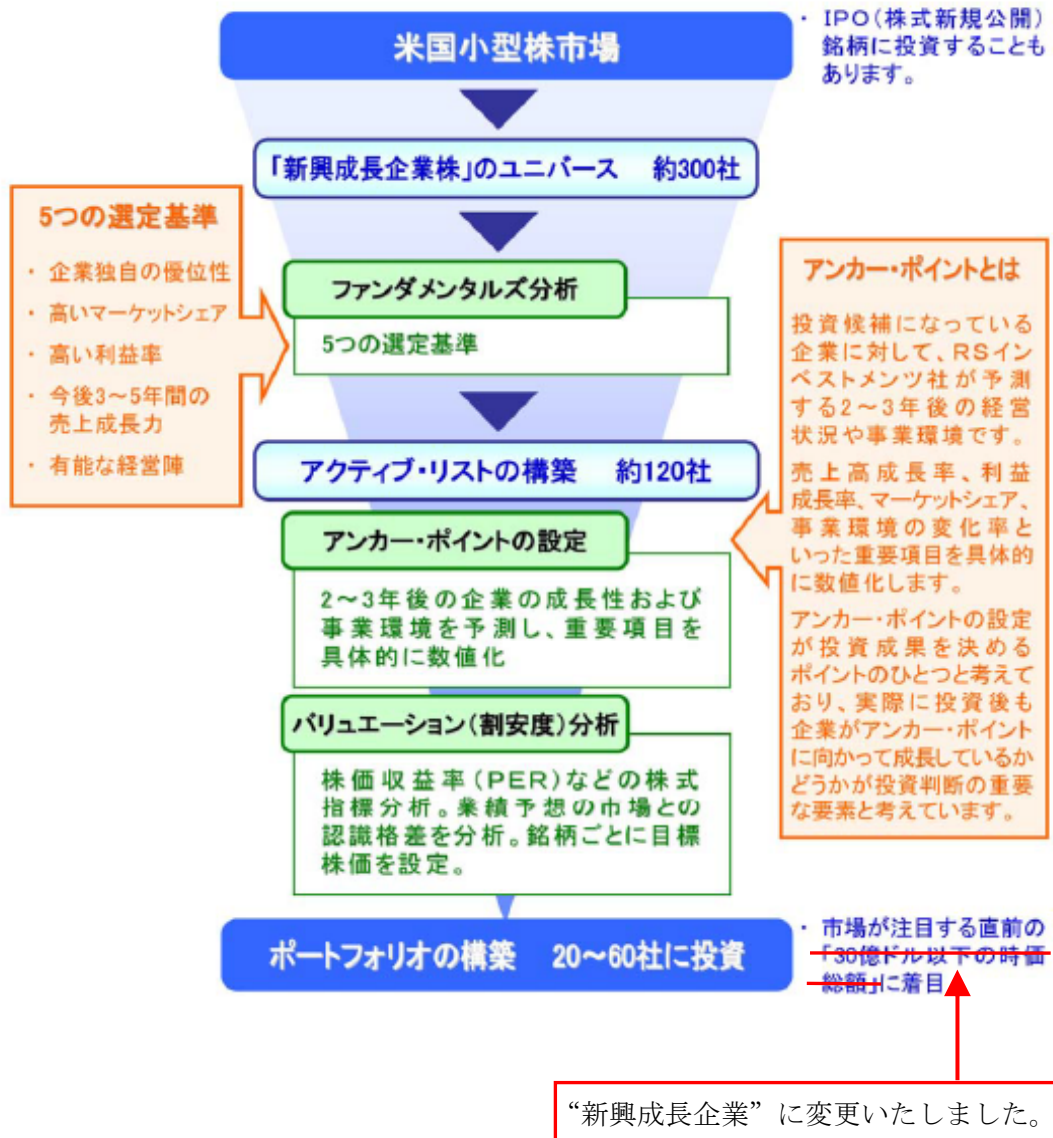 米国小型株市場
・ IPO(株式新規公開)
銘柄に投資することも
あります。
「新興成長企業株」のユニバース 約300社
5つの選定基準
・ 企業独自の優位性
・ 高いマーケットシェア
・ 高い利益率
・ 今後3～5年間の
売上成長力
・ 有能な経営陣
ファンダメンタルズ分析
5つの選定基準
アクティブ・リストの構築 約120社
アンカー・ポイントの設定
2～3年後の企業の成長性および
事業環境を予測し、重要項目を
具体的に数値化
アンカー・ポイントとは
投資候補になっている
企業に対して、RSイン
ベストメンツ社が予測
する2～3年後の経営
状況や事業環境です。
売上高成長率、利益
成長率、マーケットシェア、
事業環境の変化率と
いった重要項目を具体的
に数値化します。
アンカー・ポイントの設定
が投資成果を決める
ポイントのひとつと考えて
おり、実際に投資後も
企業がアンカー・ポイント
に向かって成長しているか
どうかが投資判断の重要
な要素と考えています。
バリュエーション(割安度)分析
株価収益率(PER)などの株式
指標分析。業績予想の市場との
認識格差を分析。銘柄ごとに目標
株価を設定。
ポートフォリオの構築 20～60社に投資
・ 市場が注目する直前の
「30億ドル以下の時価
総額」に着目
“新興成長企業”に変更いたしました。